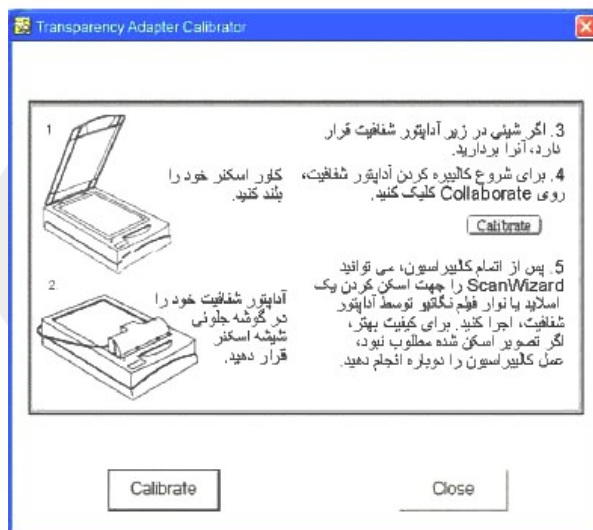 Transparency Adapter Calibrator
1
کاور اسکنر خود را
بلند کنید.
2.
آداپتور شفافیت خود را
در گوشه جلوئی
شیشه اسکنر
قرار دهید.
3. اگر شیئی در زیر آداپتور شفافیت قرار
دارد، آنرا بردارید.
4. برای شروع کالیبره کردن آداپتور شفافیت،
روی Collaborate کلیک کنید.
Calibrate
5. پس از اتمام کالیبراسیون، می توانید
ScanWizard را جهت اسکن کردن یک
اسلاید یا نوار فیلم نگاتیو توسط آداپتور
شفافیت، اجرا کنید. برای کیفیت بهتر،
اگر تصویر اسکن شده مطلوب نبود،
عمل کالیبراسیون را دوباره انجام دهید.
Calibrate
Close